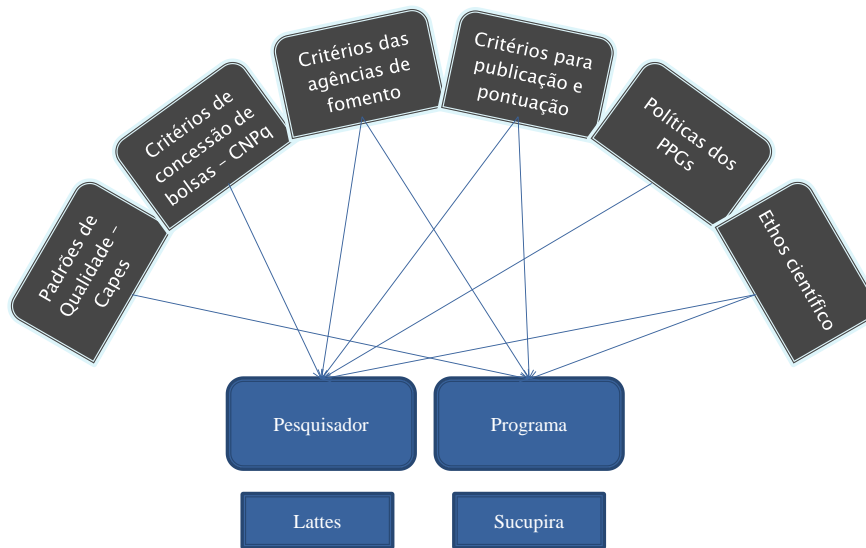 Padrões de
Qualidade –
Capes
Critérios de
concessão de
bolsas – CNPq
Critérios das
agências de
fomento
Critérios para
publicação e
pontuação
Políticas dos
PPGs
Ethos científico
Pesquisador
Programa
Lattes
Sucupira